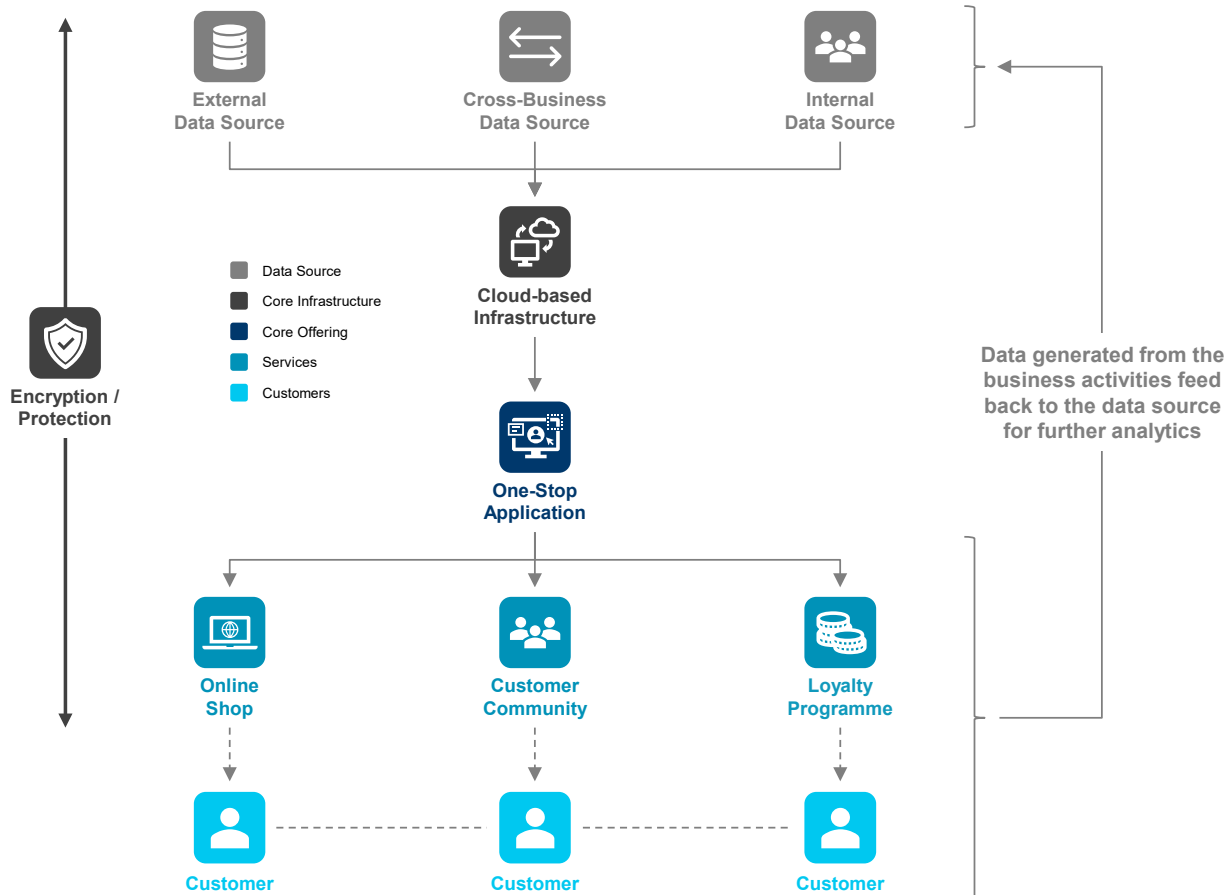 External
Data Source
Cross-Business
Data Source
Internal
Data Source
Cloud-based
Infrastructure
Data Source
Core Infrastructure
Core Offering
Services
Customers
Encryption /
Protection
Data generated from the
business activities feed
back to the data source
for further analytics
One-Stop
Application
Online
Shop
Customer
Community
Loyalty
Programme
Customer
Customer
Customer